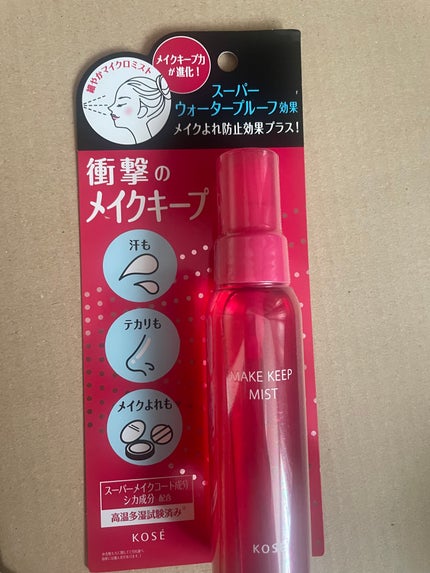 細やかマイクロミスト
メイクキープ力
が進化！
スーパー
ウォータープルーフ効果
メイクよれ防止効果プラス！
衝撃の
メイクキープ
汗も
テカリも
メイクよれも
MAKE KEEP
MIST
スーパーメイクコート成分
シカ成分 配合
高温多湿試験済み
KOSÉ
KOSÉ